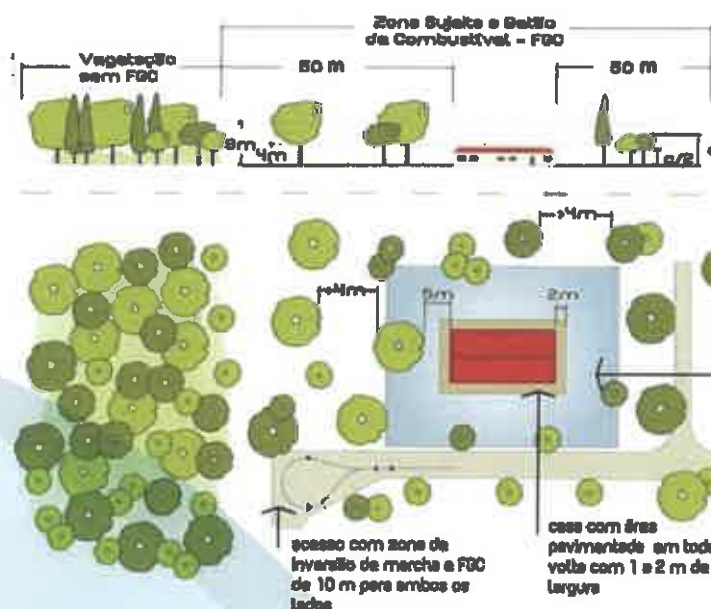 Zona Sujeita a Gestão
de Combustível - FGC
Vegetação
sem FGC
50 m
50 m
8m
4m
a/2
>4m
>4m
5m
2m
acesso com zona de
inversão de marcha e FGC
de 10 m para ambos os
lados
casa com área
pavimentada em toda
volta com 1 a 2 m de
largura